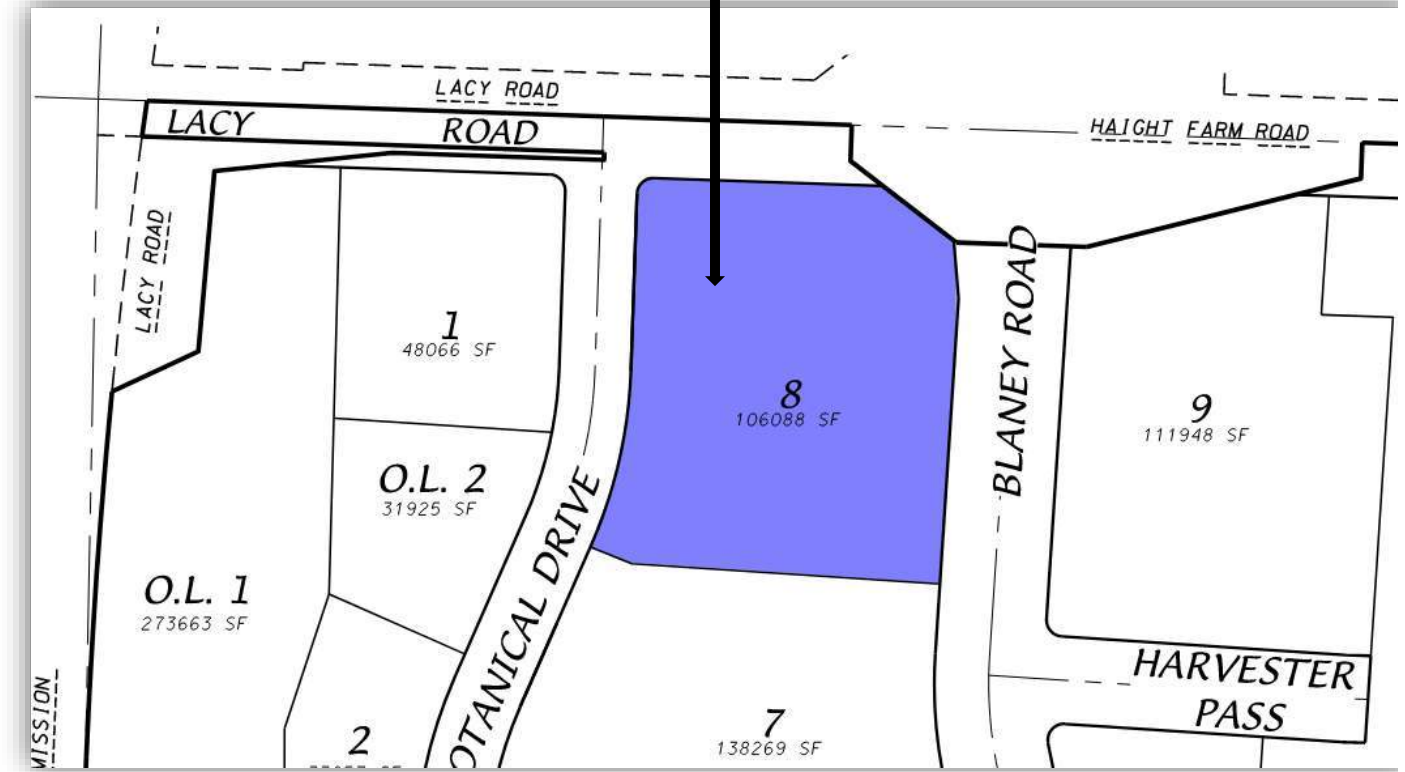 LACY ROAD
LACY ROAD
HAIGHT FARM ROAD
LACY ROAD
1
48066 SF
8
106088 SF
BLANEY ROAD
9
111948 SF
O.L. 2
31925 SF
O.L. 1
273663 SF
OTANICAL DRIVE
HARVESTER
PASS
MISSION
2
7
138269 SF